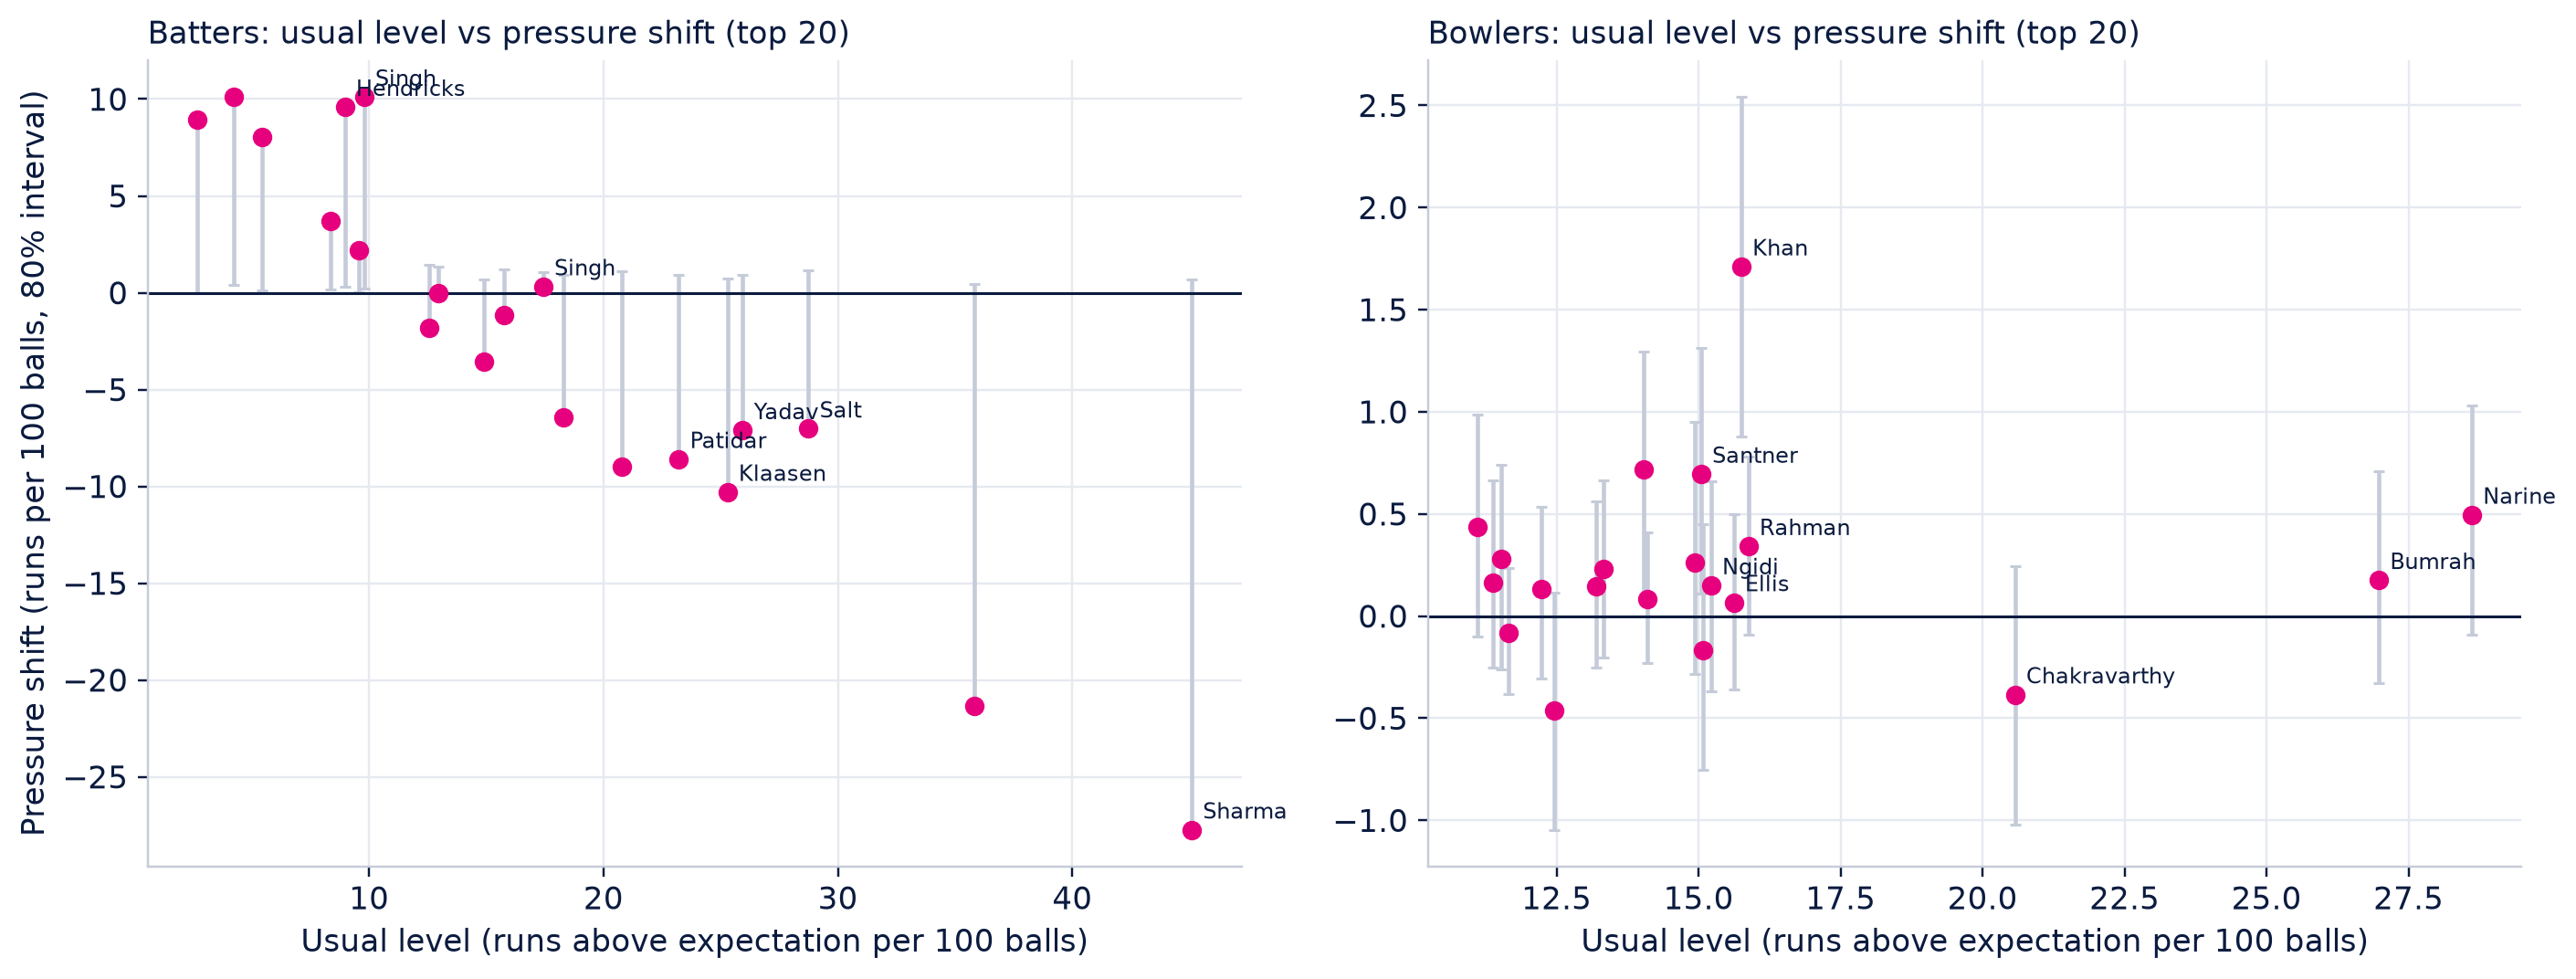 Batters: usual level vs pressure shift (top 20)
Pressure shift (runs per 100 balls, 80% interval)
10
5
0
−5
−10
−15
−20
−25
Singh
Hendricks
Singh
Yadav
Salt
Patidar
Klaasen
Sharma
10
20
30
40
Usual level (runs above expectation per 100 balls)
Bowlers: usual level vs pressure shift (top 20)
2.5
2.0
1.5
1.0
0.5
0.0
−0.5
−1.0
Khan
Santner
Narine
Rahman
Ngidi
Bumrah
Ellis
Chakravarthy
12.5
15.0
17.5
20.0
22.5
25.0
27.5
Usual level (runs above expectation per 100 balls)